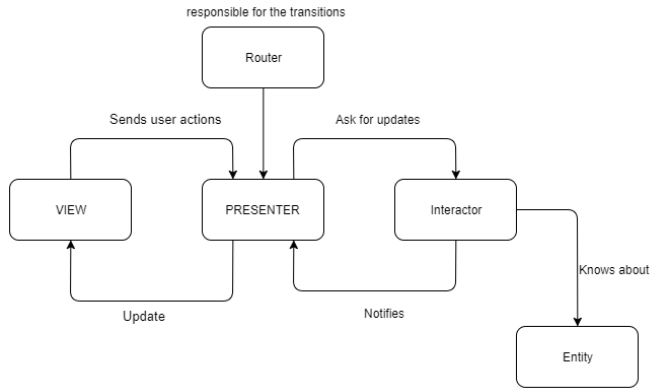 responsible for the transitions
Router
Sends user actions
Ask for updates
VIEW
PRESENTER
Interactor
Knows about
Update
Notifies
Entity